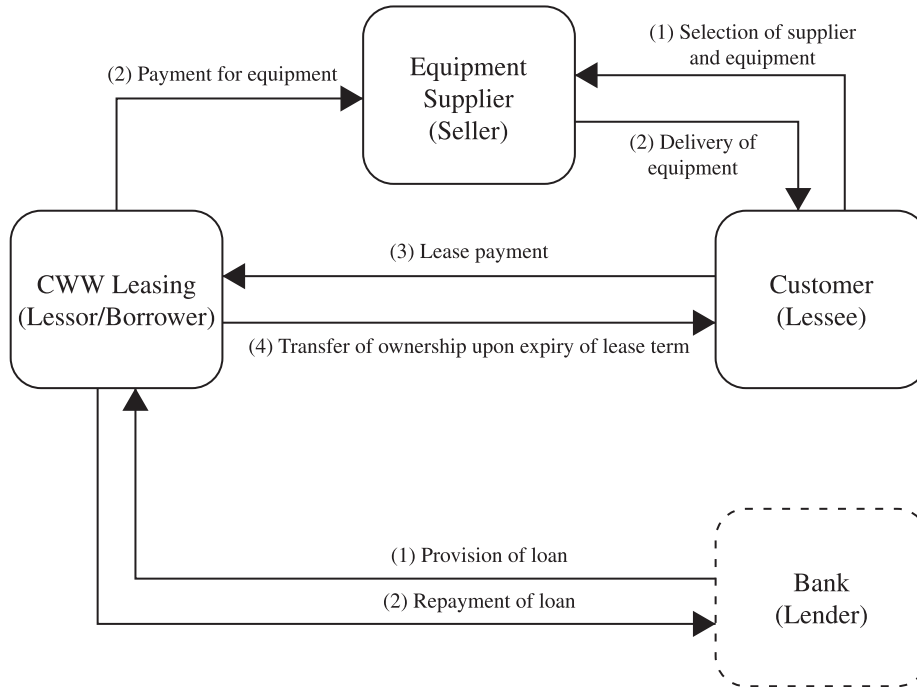 (1) Selection of supplier
and equipment
(2) Payment for equipment
Equipment
Supplier
(Seller)
(2) Delivery of
equipment
(3) Lease payment
CWW Leasing
(Lessor/Borrower)
Customer
(Lessee)
(4) Transfer of ownership upon expiry of lease term
(1) Provision of loan
(2) Repayment of loan
Bank
(Lender)